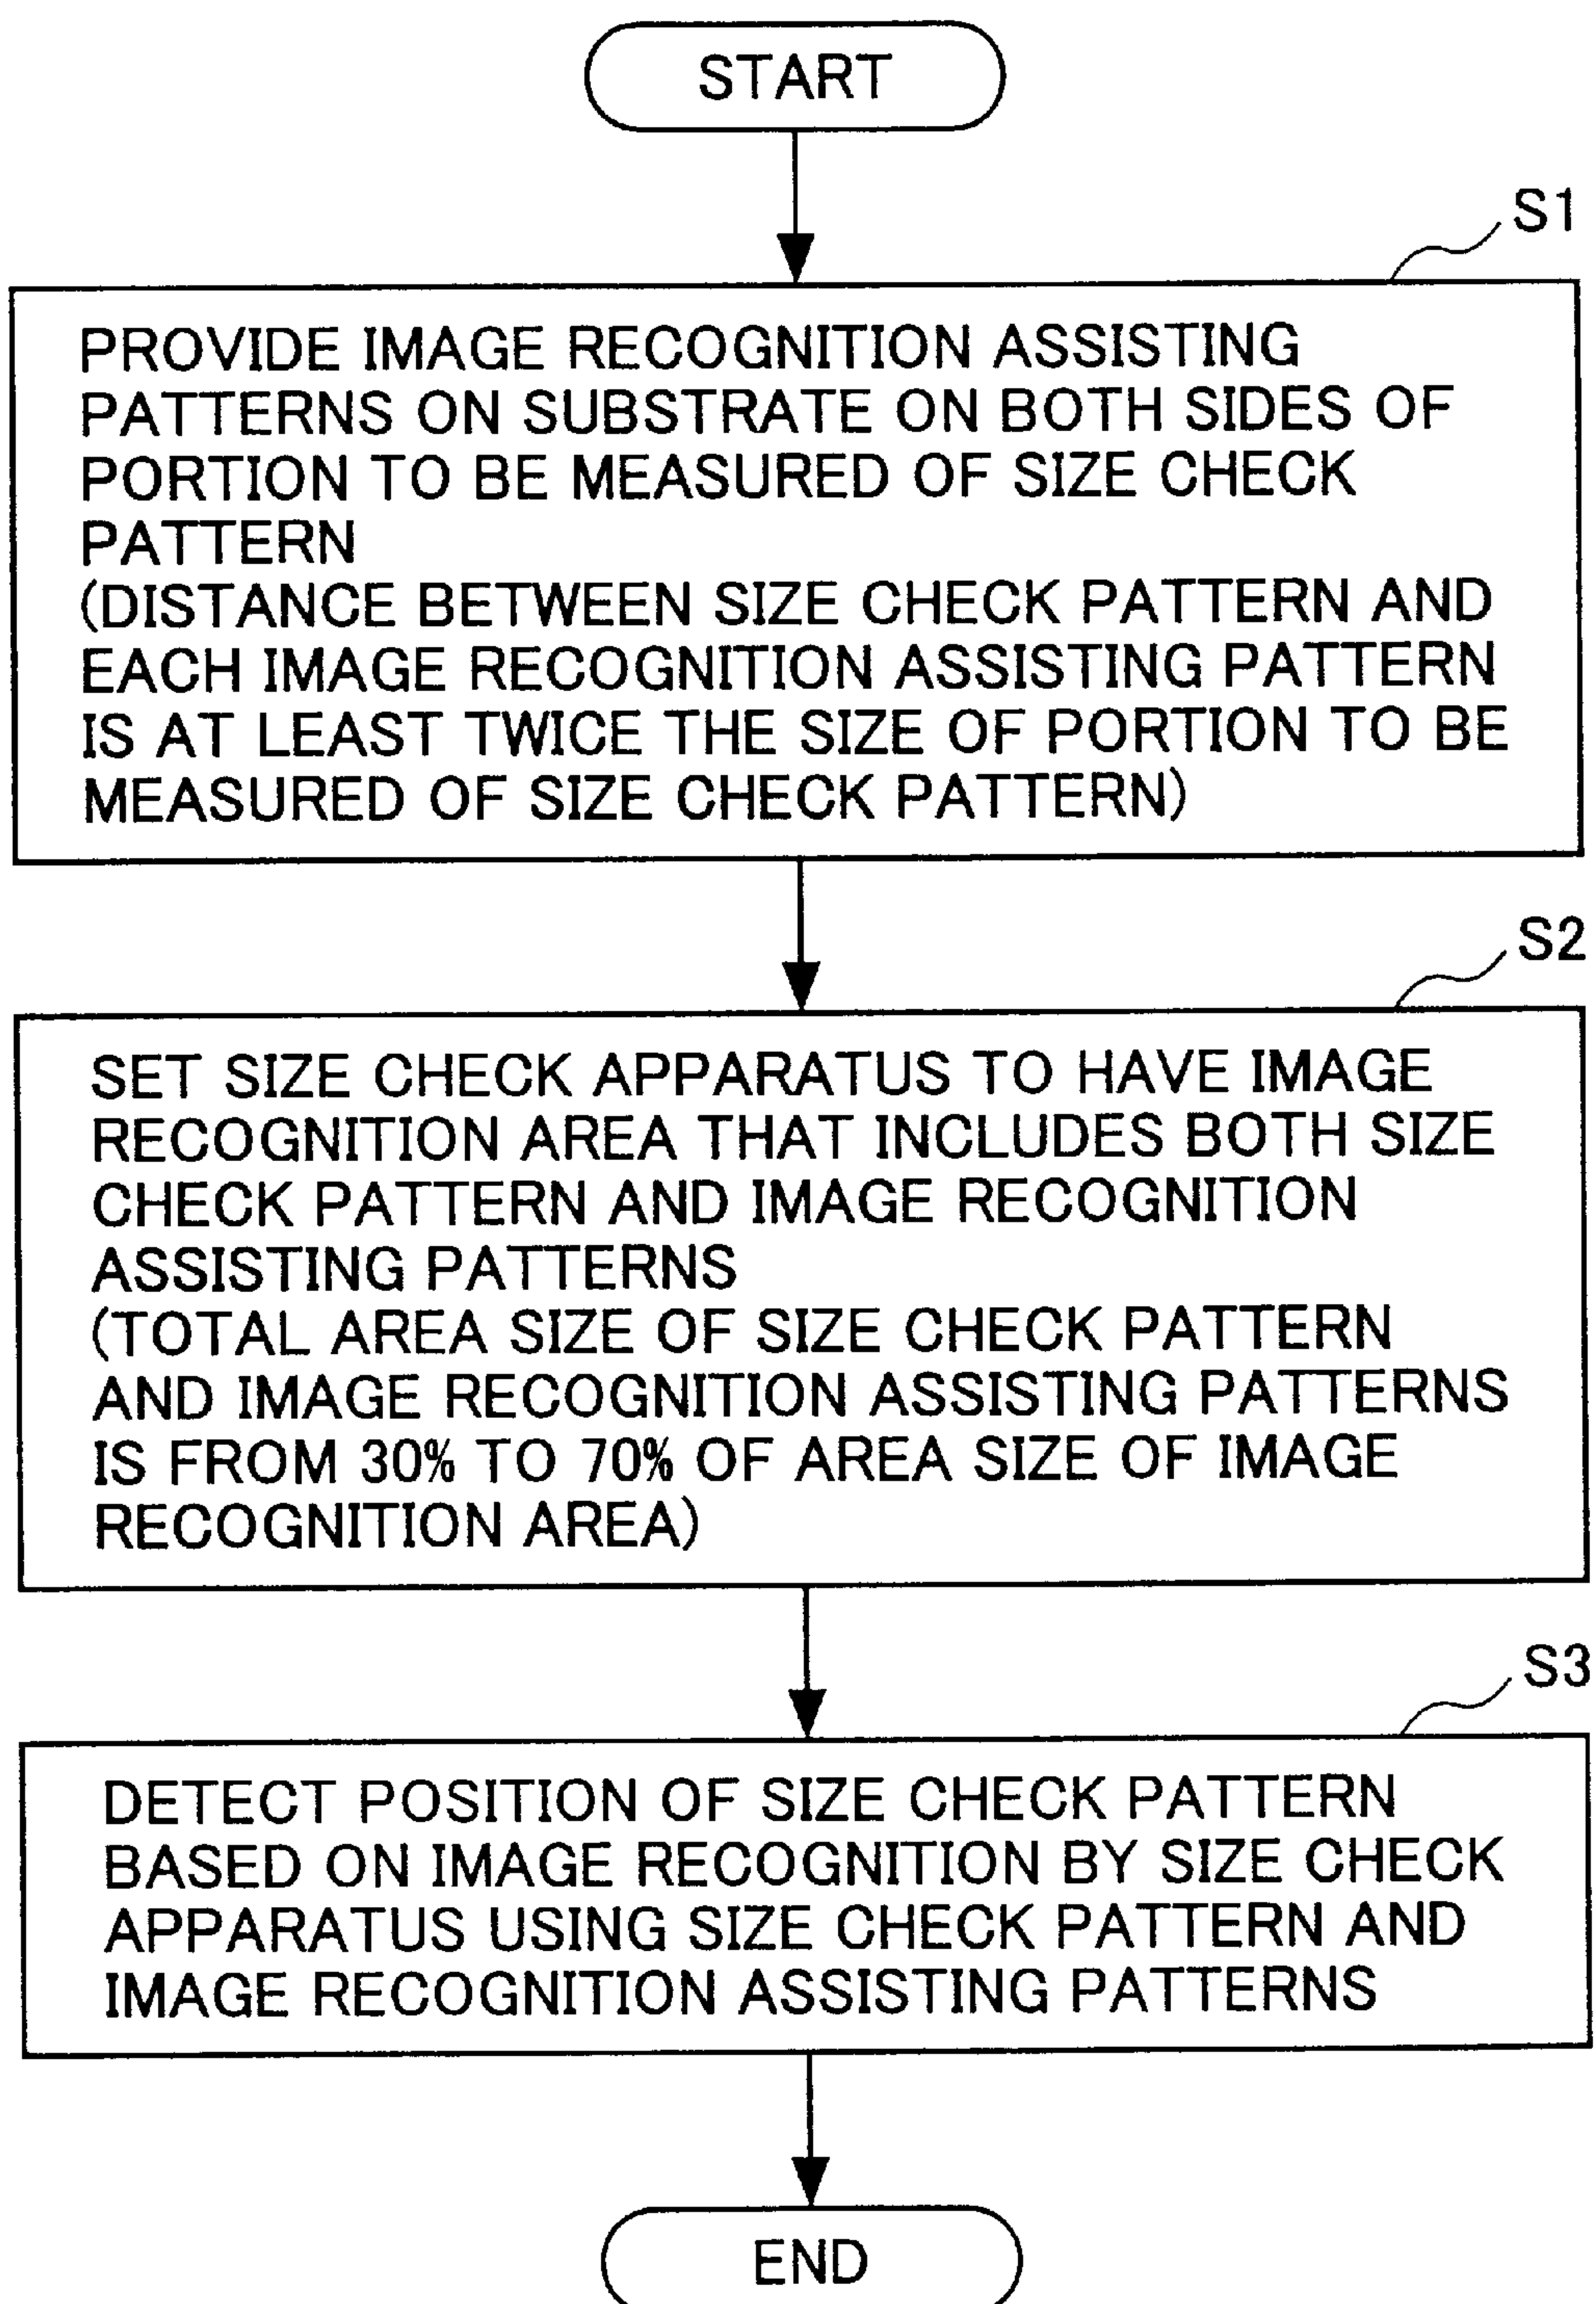 START
S1
PROVIDE IMAGE RECOGNITION ASSISTING
PATTERNS ON SUBSTRATE ON BOTH SIDES OF
PORTION TO BE MEASURED OF SIZE CHECK
PATTERN
(DISTANCE BETWEEN SIZE CHECK PATTERN AND
EACH IMAGE RECOGNITION ASSISTING PATTERN
IS AT LEAST TWICE THE SIZE OF PORTION TO BE
MEASURED OF SIZE CHECK PATTERN)
S2
SET SIZE CHECK APPARATUS TO HAVE IMAGE
RECOGNITION AREA THAT INCLUDES BOTH SIZE
CHECK PATTERN AND IMAGE RECOGNITION
ASSISTING PATTERNS
(TOTAL AREA SIZE OF SIZE CHECK PATTERN
AND IMAGE RECOGNITION ASSISTING PATTERNS
IS FROM 30% TO 70% OF AREA SIZE OF IMAGE
RECOGNITION AREA)
S3
DETECT POSITION OF SIZE CHECK PATTERN
BASED ON IMAGE RECOGNITION BY SIZE CHECK
APPARATUS USING SIZE CHECK PATTERN AND
IMAGE RECOGNITION ASSISTING PATTERNS
END